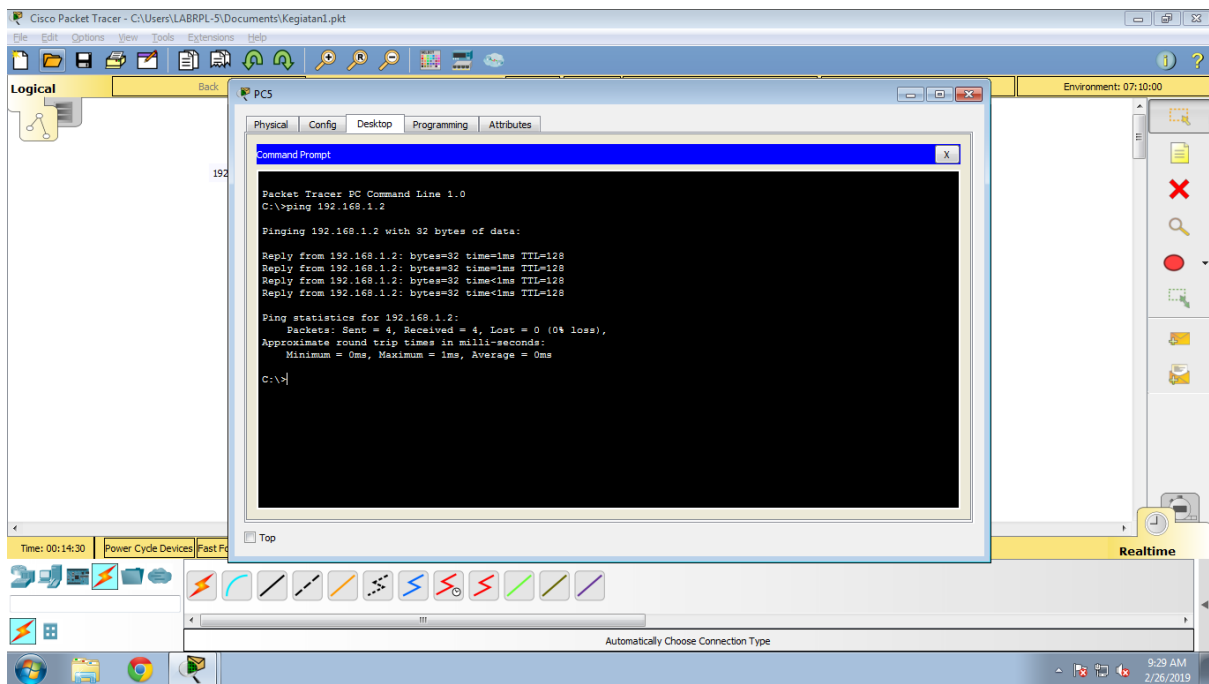 Cisco Packet Tracer - C:\Users\LABRPL-5\Documents\Kegiatan1.pkt
File Edit Options View Tools Extensions Help
Logical
Back
Environment: 07:10:00
192
PC5
Physical Config Desktop Programming Attributes
Command Prompt
X
Packet Tracer PC Command Line 1.0
C:\>ping 192.168.1.2
Pinging 192.168.1.2 with 32 bytes of data:
Reply from 192.168.1.2: bytes=32 time=1ms TTL=128
Reply from 192.168.1.2: bytes=32 time=1ms TTL=128
Reply from 192.168.1.2: bytes=32 time<1ms TTL=128
Reply from 192.168.1.2: bytes=32 time<1ms TTL=128
Ping statistics for 192.168.1.2:
Packets: Sent = 4, Received = 4, Lost = 0 (0% loss),
Approximate round trip times in milli-seconds:
Minimum = 0ms, Maximum = 1ms, Average = 0ms
C:\>
Top
Time: 00:14:30 Power Cycle Devices Fast Fo
Realtime
Automatically Choose Connection Type
9:29 AM
2/26/2019